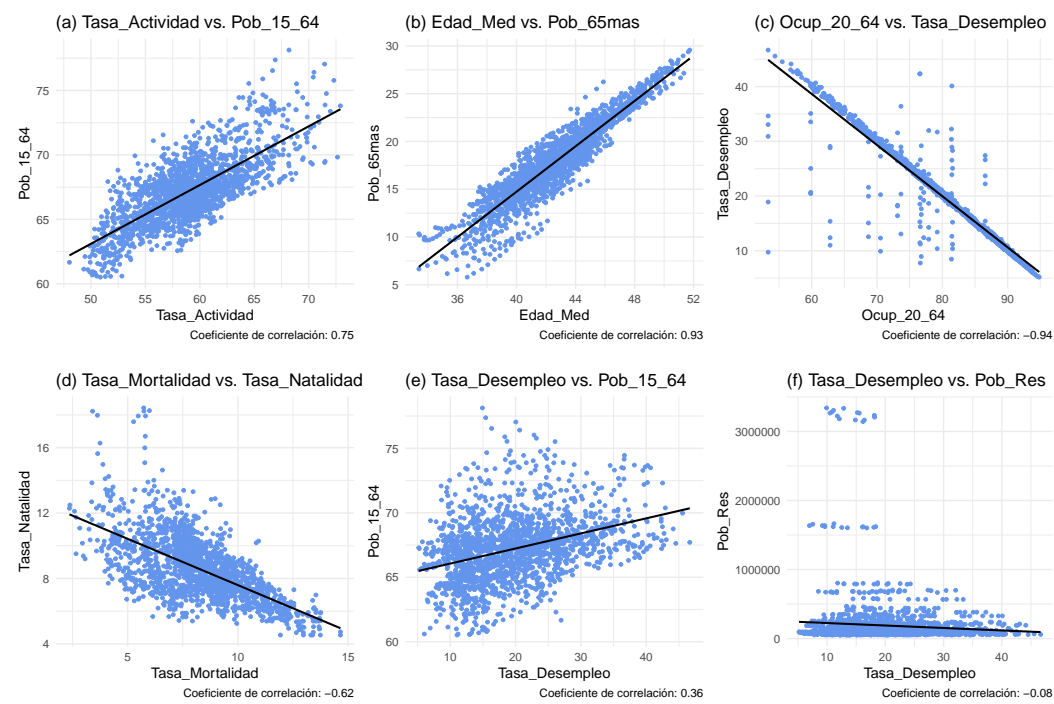 (a) Tasa_Actividad vs. Pob_15_64
Pob_15_64
75
70
65
60
50 55 60 65 70
Tasa_Actividad
Coeficiente de correlación: 0.75
(b) Edad_Med vs. Pob_65mas
Pob_65mas
30
25
20
15
10
5
36 40 44 48 52
Edad_Med
Coeficiente de correlación: 0.93
(c) Ocup_20_64 vs. Tasa_Desempleo
Tasa_Desempleo
40
30
20
10
60 70 80 90
Ocup_20_64
Coeficiente de correlación: −0.94
(d) Tasa_Mortalidad vs. Tasa_Natalidad
Tasa_Natalidad
16
12
8
4
5 10 15
Tasa_Mortalidad
Coeficiente de correlación: −0.62
(e) Tasa_Desempleo vs. Pob_15_64
Pob_15_64
75
70
65
60
10 20 30 40
Tasa_Desempleo
Coeficiente de correlación: 0.36
(f) Tasa_Desempleo vs. Pob_Res
Pob_Res
3000000
2000000
1000000
0
10 20 30 40
Tasa_Desempleo
Coeficiente de correlación: −0.08